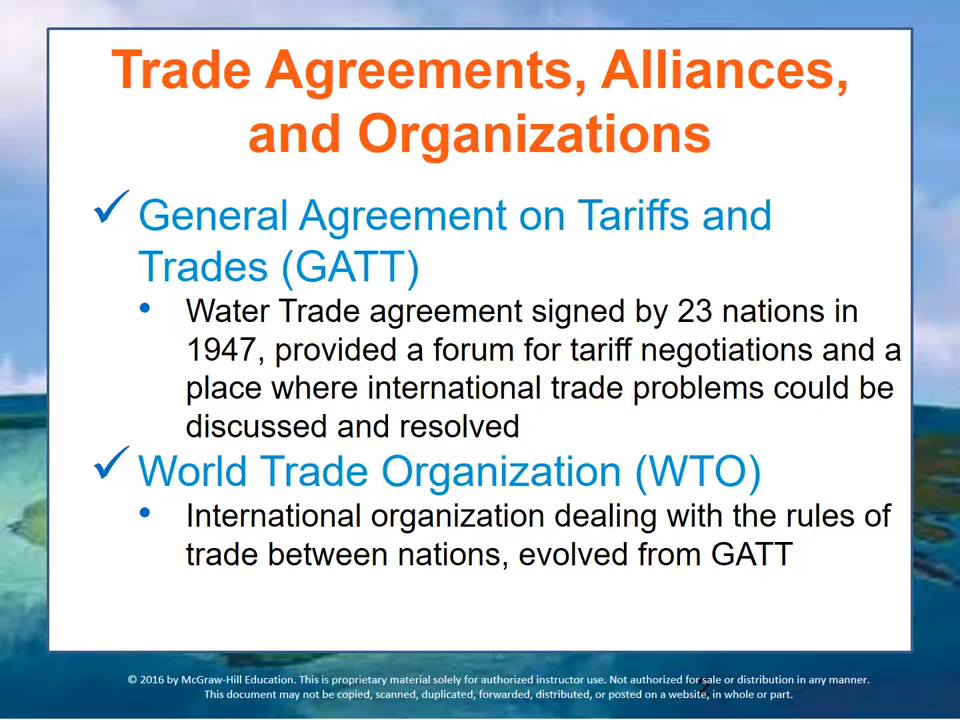 Trade Agreements, Alliances,
and Organizations
✓ General Agreement on Tariffs and
Trades (GATT)
• Water Trade agreement signed by 23 nations in
1947, provided a forum for tariff negotiations and a
place where international trade problems could be
discussed and resolved
✓ World Trade Organization (WTO)
• International organization dealing with the rules of
trade between nations, evolved from GATT
© 2016 by McGraw-Hill Education. This is proprietary material solely for authorized instructor use. Not authorized for sale or distribution in any manner.
This document may not be copied, scanned, duplicated, forwarded, distributed, or posted on a website, in whole or part.